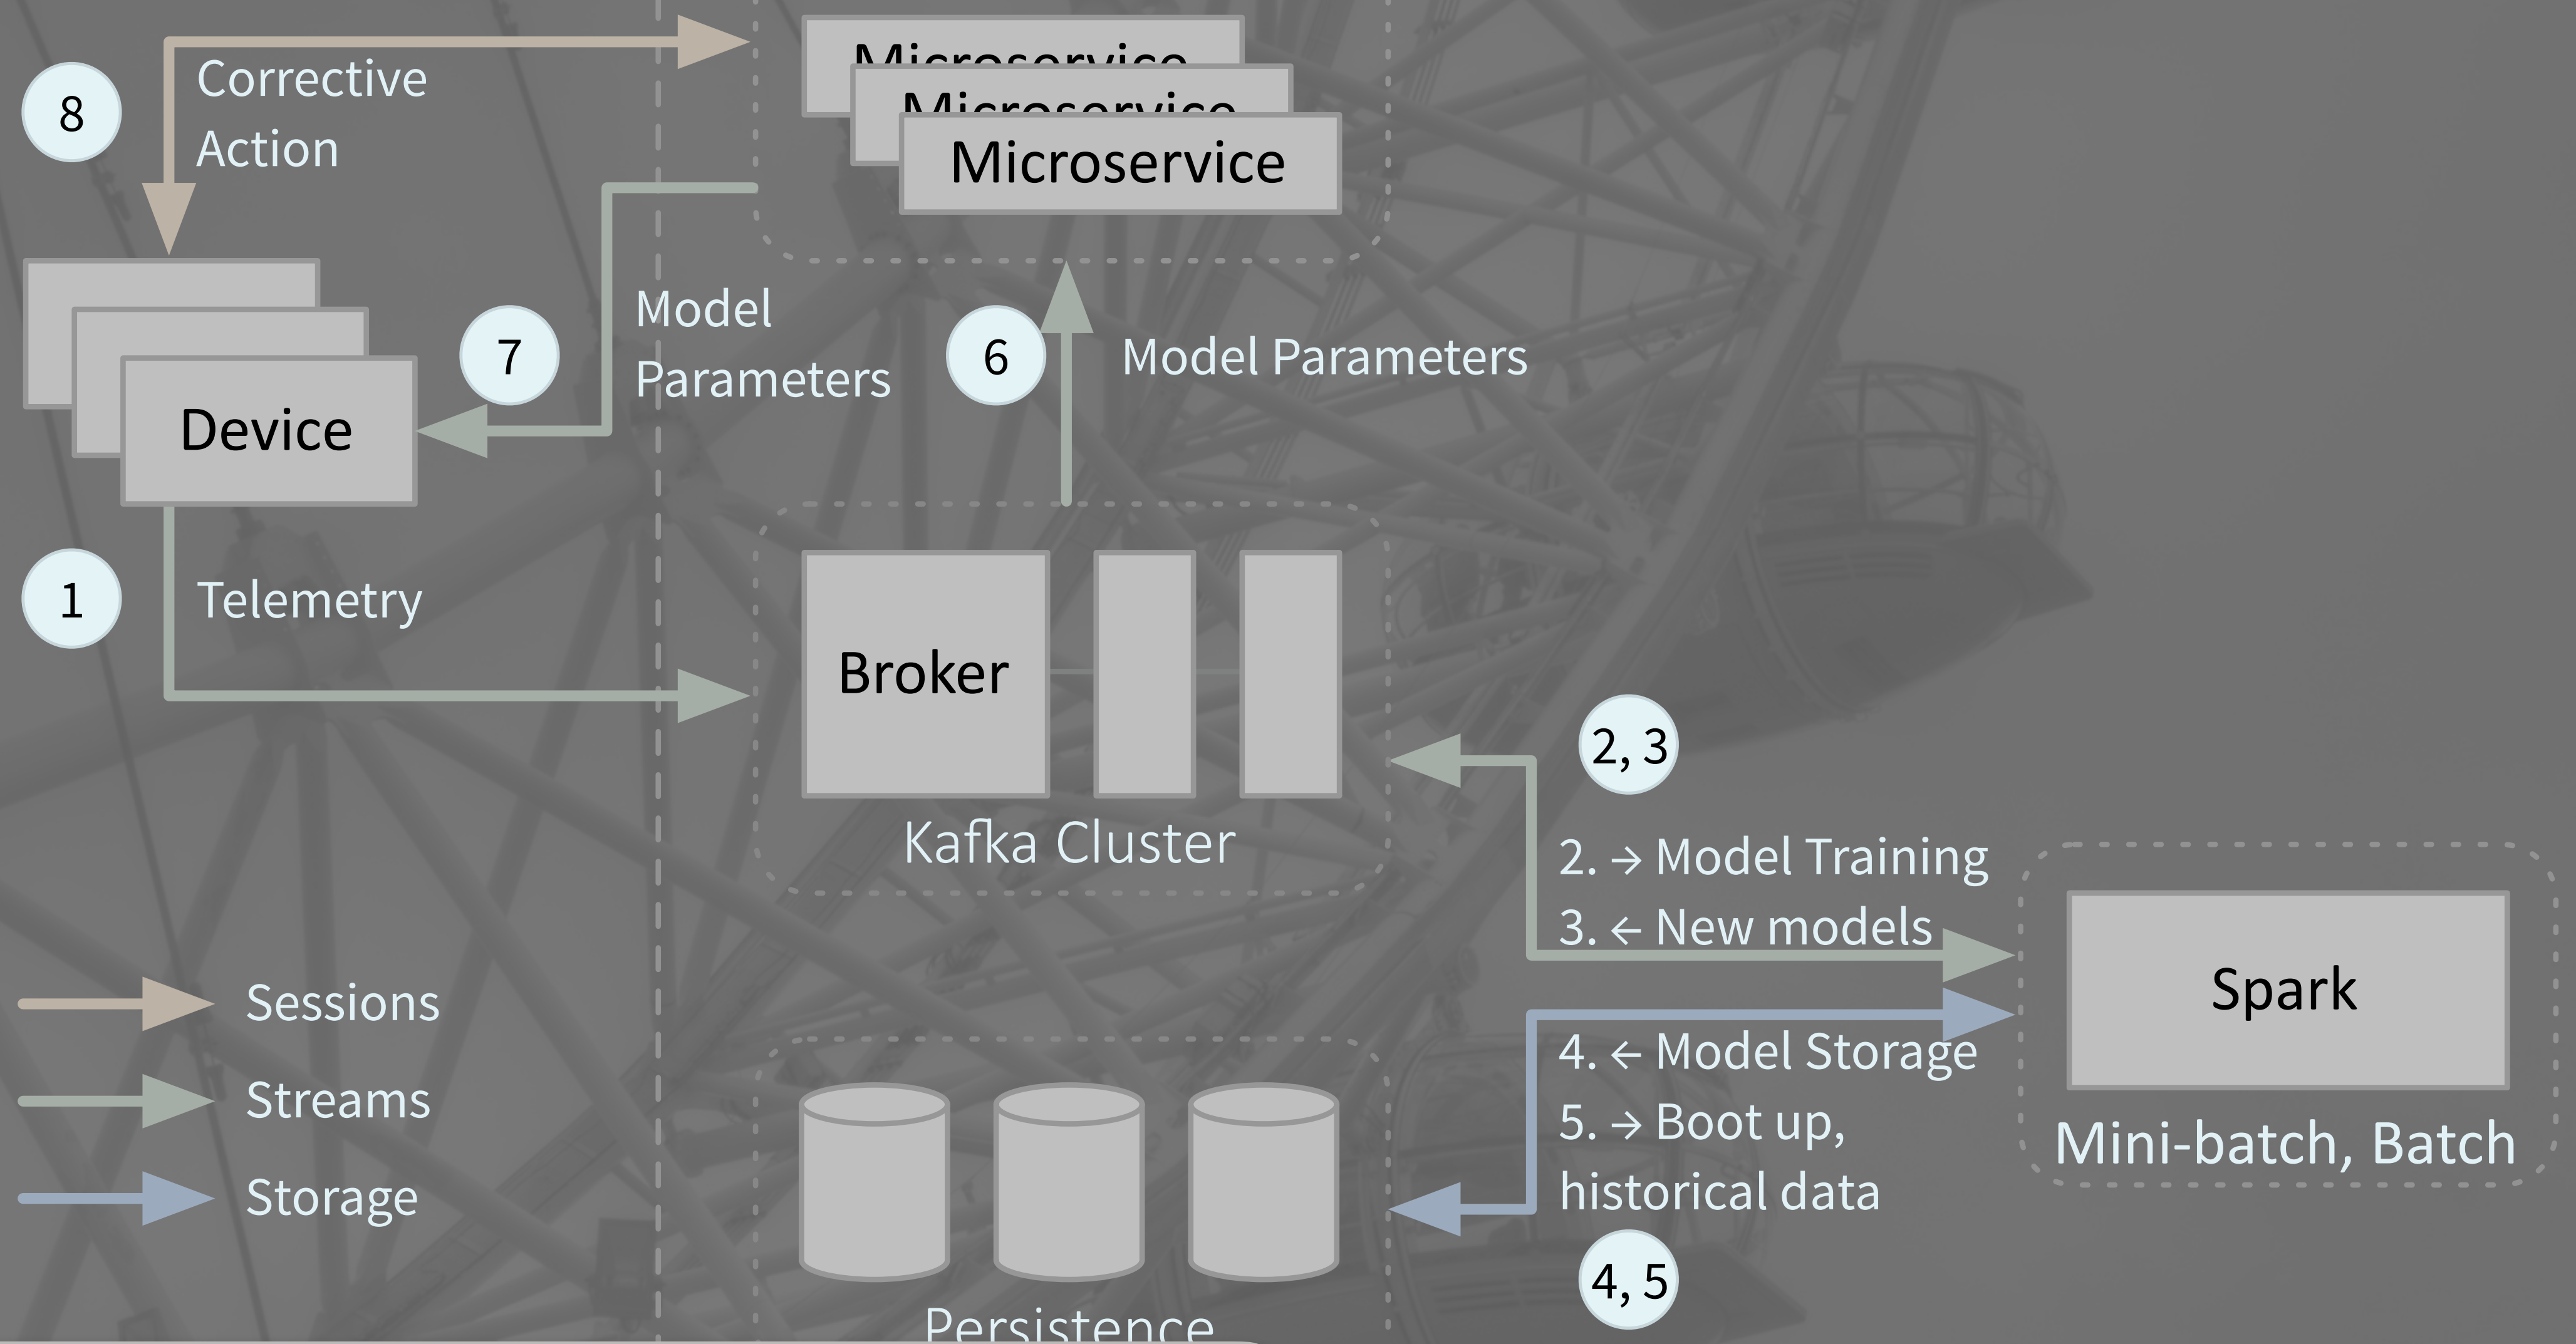 Microservice
Microservice
Microservice
8
Corrective
Action
7
Model
Parameters
6
Model Parameters
Device
1
Telemetry
Broker
Kafka Cluster
2, 3
2. → Model Training
3. ← New models
Spark
Mini-batch, Batch
4. ← Model Storage
5. → Boot up,
historical data
4, 5
Sessions
Streams
Storage
Persistence